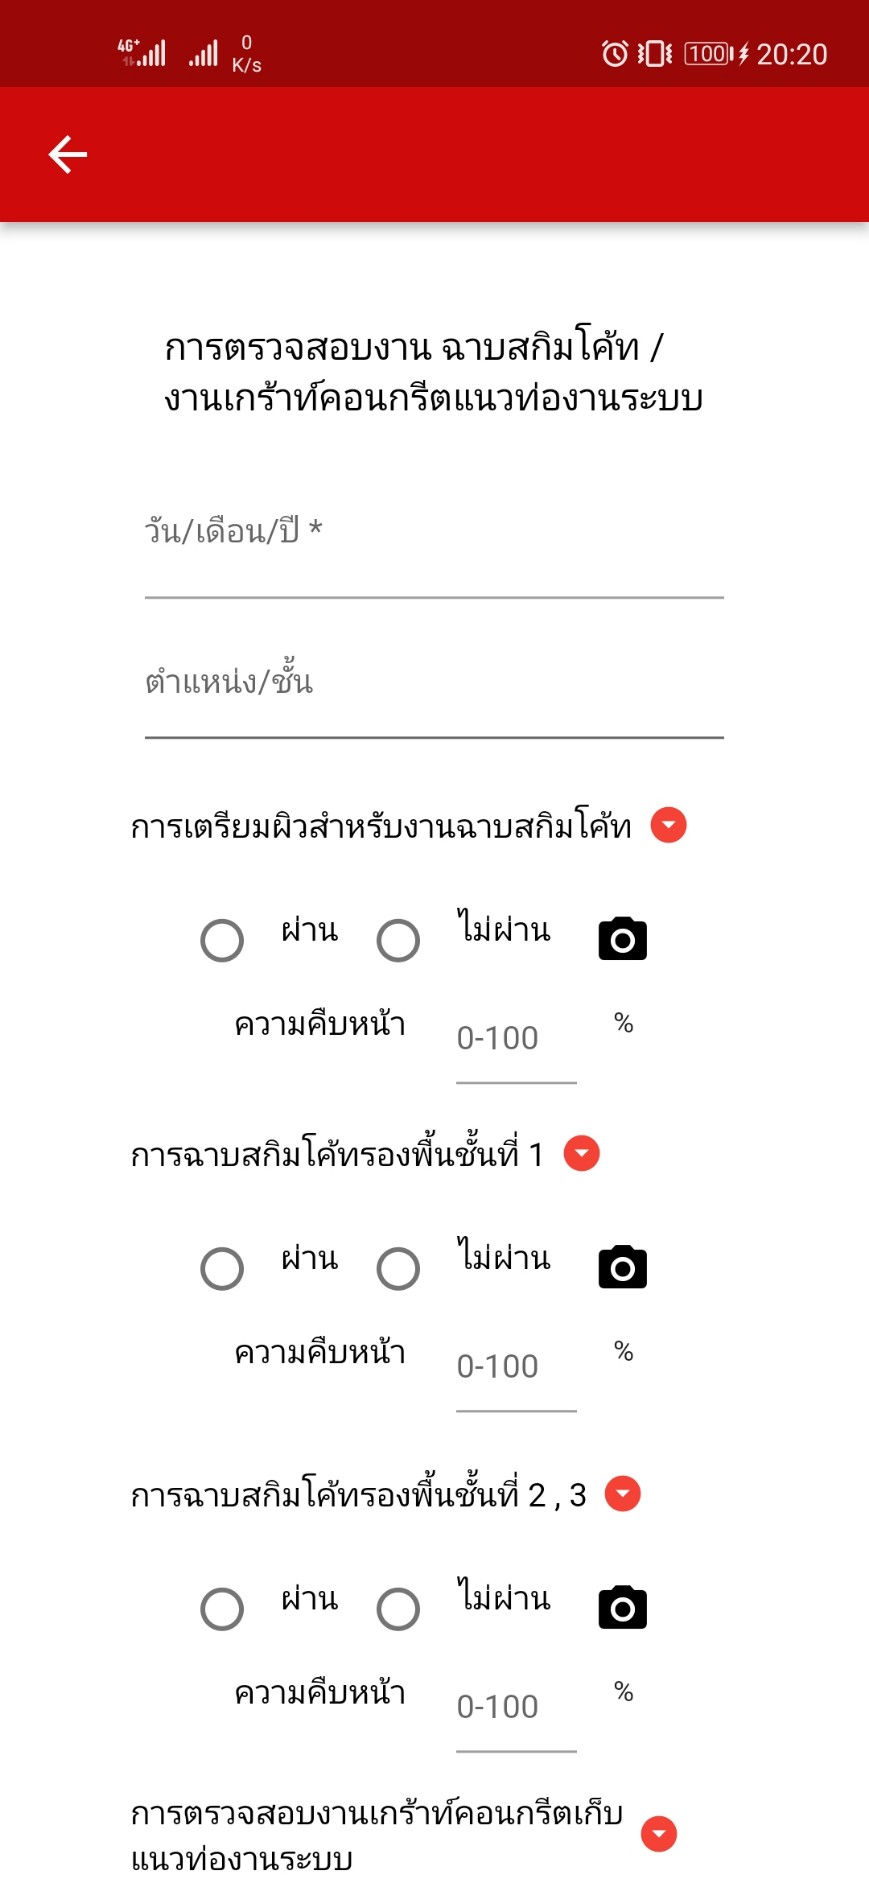 4G+ 0 K/s 100 20:20
การตรวจสอบงาน ฉาบสกิมโค้ท /
งานเกร้าท์คอนกรีตแนวท่องานระบบ
วัน/เดือน/ปี *
ตำแหน่ง/ชั้น
การเตรียมผิวสำหรับงานฉาบสกิมโค้ท
ผ่าน ไม่ผ่าน
ความคืบหน้า 0-100 %
การฉาบสกิมโค้ทรองพื้นชั้นที่ 1
ผ่าน ไม่ผ่าน
ความคืบหน้า 0-100 %
การฉาบสกิมโค้ทรองพื้นชั้นที่ 2 , 3
ผ่าน ไม่ผ่าน
ความคืบหน้า 0-100 %
การตรวจสอบงานเกร้าท์คอนกรีตเก็บ
แนวท่องานระบบ